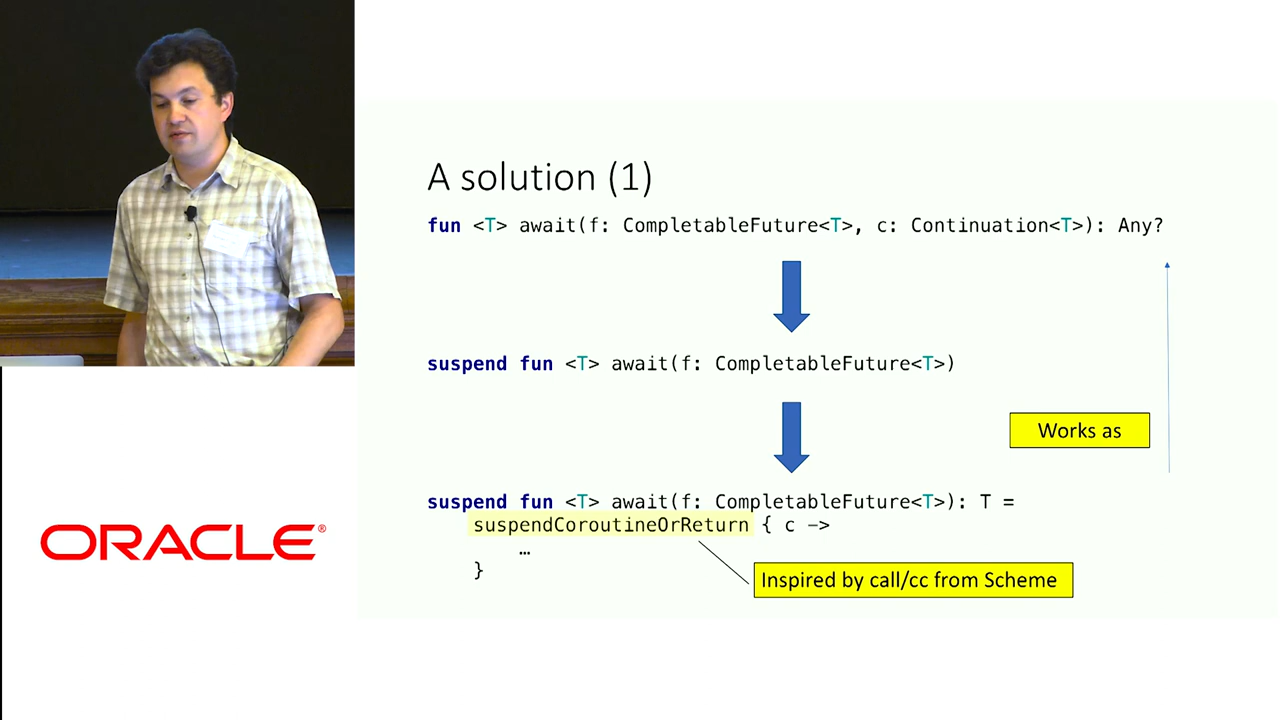 A solution (1)
fun <T> await(f: CompletableFuture<T>, c: Continuation<T>): Any?
suspend fun <T> await(f: CompletableFuture<T>)
Works as
suspend fun <T> await(f: CompletableFuture<T>): T =
suspendCoroutineOrReturn { c ->
…
}
Inspired by call/cc from Scheme
ORACLE®